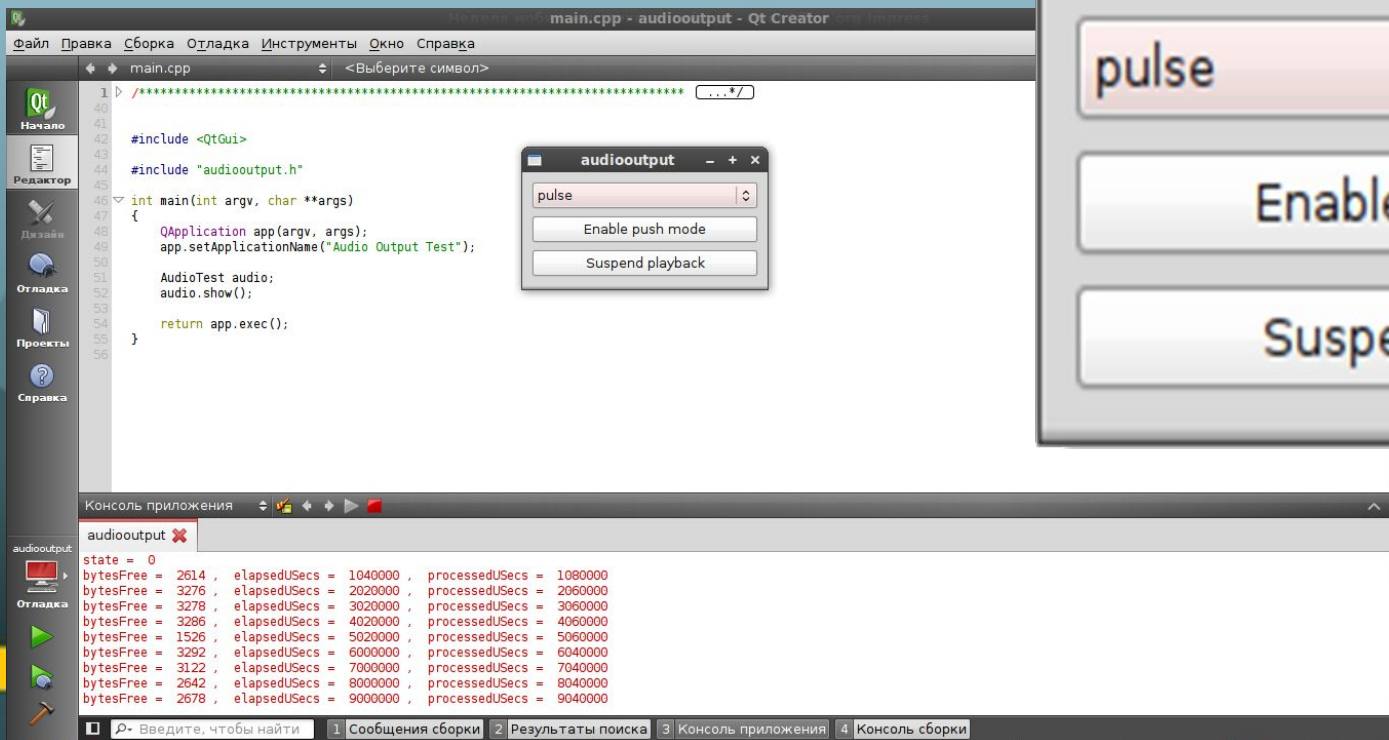 main.cpp - audiooutput - Qt Creator
Файл Правка Сборка Отладка Инструменты Окно Справка
main.cpp <Выберите символ>
Qt
Начало
Редактор
Дизайн
Отладка
Проекты
Справка
1 /*************************************************************************** ...*/
40
41
42 #include <QtGui>
43
44 #include "audiooutput.h"
45
46 int main(int argv, char **args)
47 {
48 QApplication app(argv, args);
49 app.setApplicationName("Audio Output Test");
50
51 AudioTest audio;
52 audio.show();
53
54 return app.exec();
55 }
56
audiooutput
pulse
Enable push mode
Suspend playback
pulse
Enable
Suspe
Консоль приложения
audiooutput
audiooutput
Отладка
state = 0
bytesFree = 2614 , elapsedUSecs = 1040000 , processedUSecs = 1080000
bytesFree = 3276 , elapsedUSecs = 2020000 , processedUSecs = 2060000
bytesFree = 3278 , elapsedUSecs = 3020000 , processedUSecs = 3060000
bytesFree = 3286 , elapsedUSecs = 4020000 , processedUSecs = 4060000
bytesFree = 1526 , elapsedUSecs = 5020000 , processedUSecs = 5060000
bytesFree = 3292 , elapsedUSecs = 6000000 , processedUSecs = 6040000
bytesFree = 3122 , elapsedUSecs = 7000000 , processedUSecs = 7040000
bytesFree = 2642 , elapsedUSecs = 8000000 , processedUSecs = 8040000
bytesFree = 2678 , elapsedUSecs = 9000000 , processedUSecs = 9040000
Введите, чтобы найти 1 Сообщения сборки 2 Результаты поиска 3 Консоль приложения 4 Консоль сборки